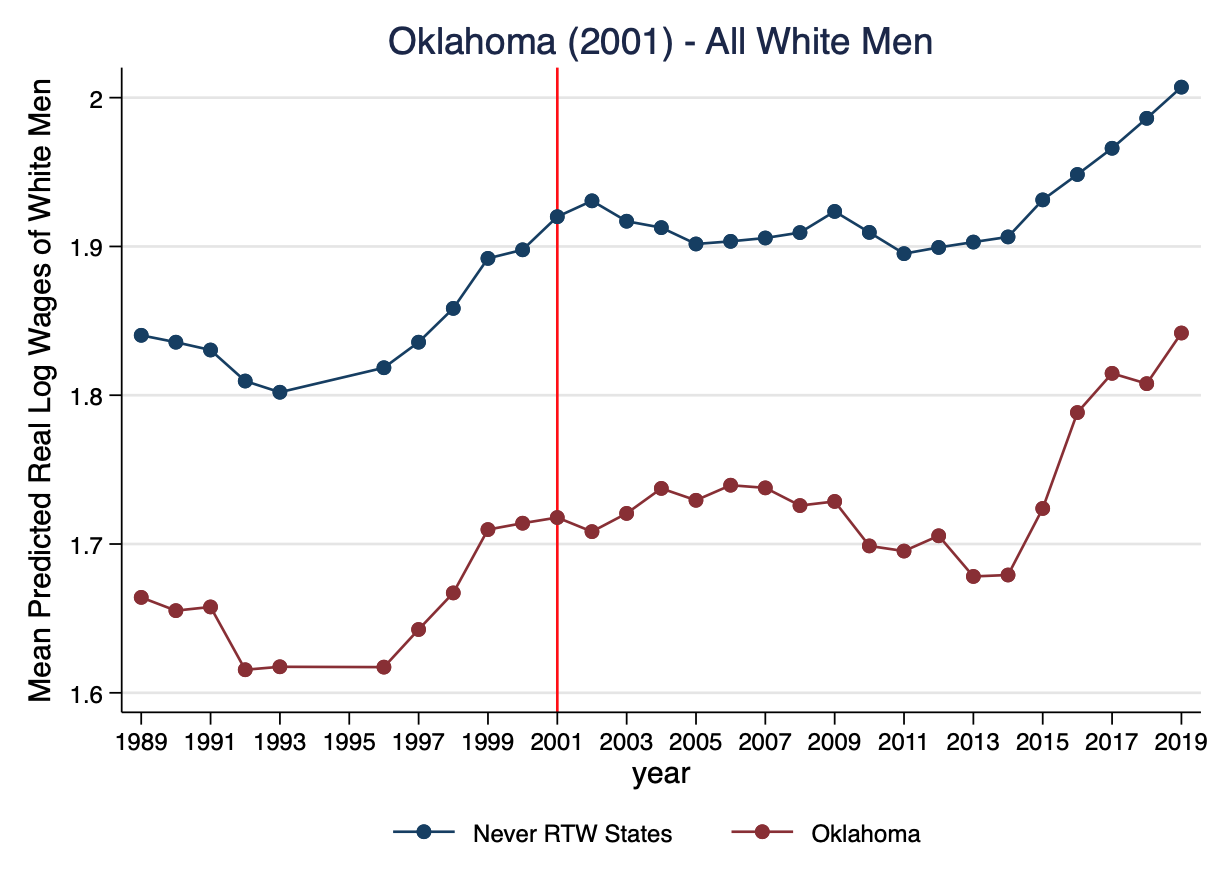 Oklahoma (2001) - All White Men
Mean Predicted Real Log Wages of White Men
2
1.9
1.8
1.7
1.6
1989 1991 1993 1995 1997 1999 2001 2003 2005 2007 2009 2011 2013 2015 2017 2019
year
Never RTW States Oklahoma